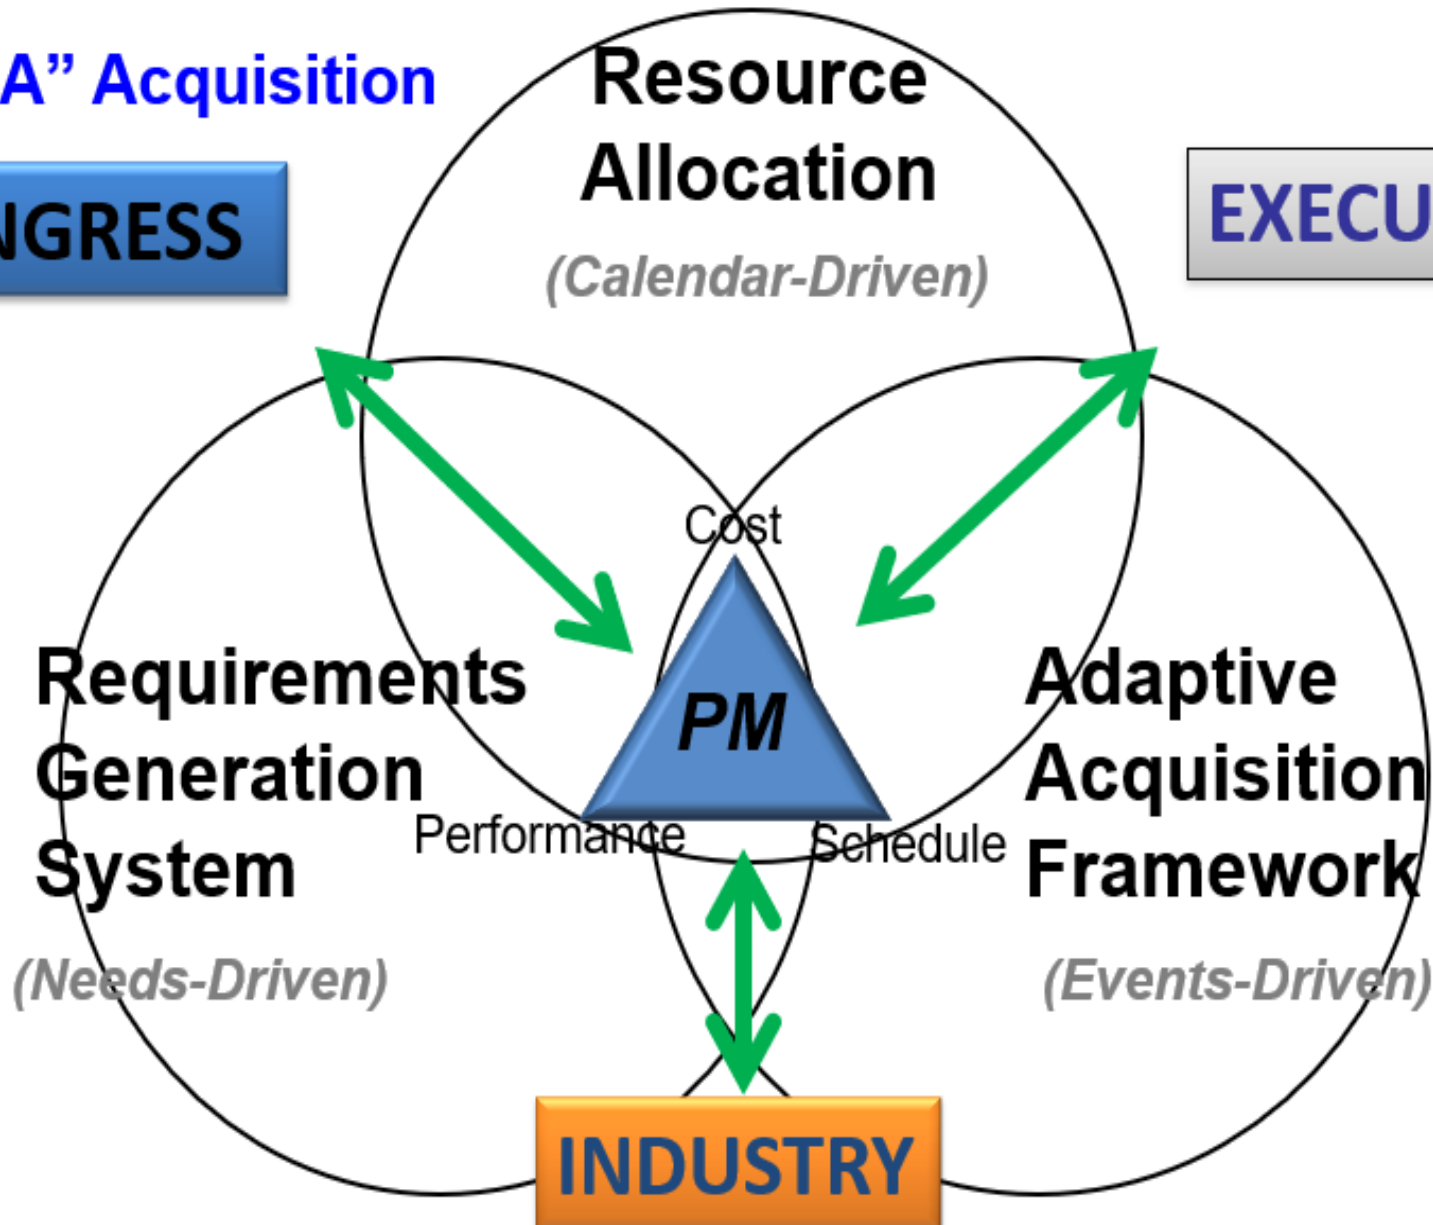 A” Acquisition
Resource
Allocation
(Calendar-Driven)
NGRESS
EXECU
Cost
PM
Performance
Schedule
Requirements
Generation
System
(Needs-Driven)
Adaptive
Acquisition
Framework
(Events-Driven)
INDUSTRY